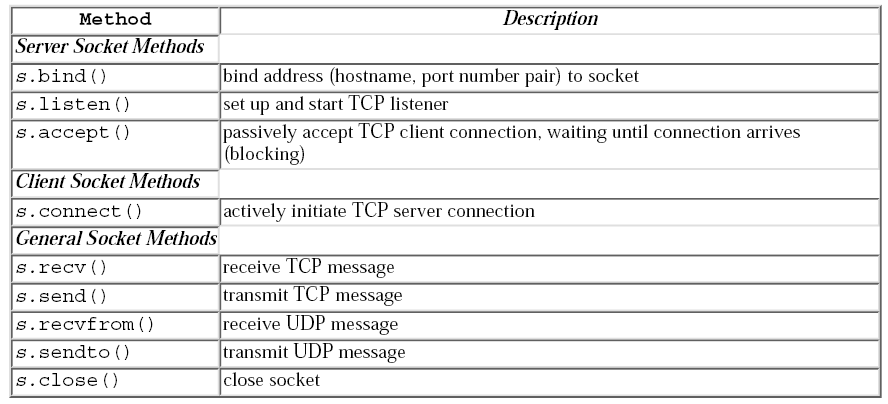 Method Description
Server Socket Methods
s.bind() bind address (hostname, port number pair) to socket
s.listen() set up and start TCP listener
s.accept() passively accept TCP client connection, waiting until connection arrives
(blocking)
Client Socket Methods
s.connect() actively initiate TCP server connection
General Socket Methods
s.recv() receive TCP message
s.send() transmit TCP message
s.recvfrom() receive UDP message
s.sendto() transmit UDP message
s.close() close socket